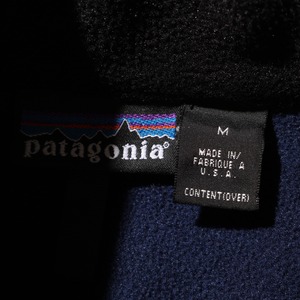 patagonia®
M
MADE IN/
FABRIQUE A
U.S.A.
CONTENT(OVER)